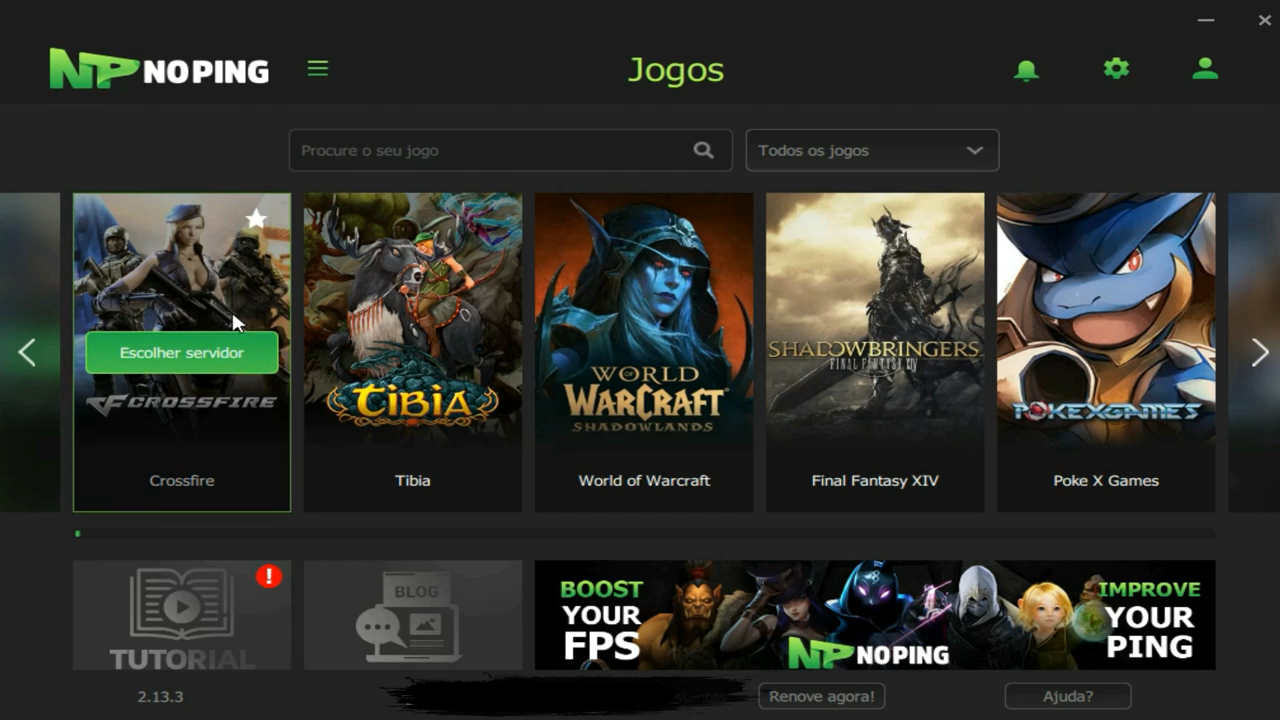 NP NOPING
Jogos
Procure o seu jogo
Todos os jogos
Escolher servidor
CF CROSSFIRE
Crossfire
TIBIA
Tibia
WORLD
OF
WARCRAFT
SHADOWLANDS
World of Warcraft
SHADOWBRINGERS
FINAL FANTASY XIV
Final Fantasy XIV
POKEXGAMES
Poke X Games
!
TUTORIAL
BLOG
BOOST
YOUR
FPS
NP NOPING
IMPROVE
YOUR
PING
2.13.3
Renove agora!
Ajuda?